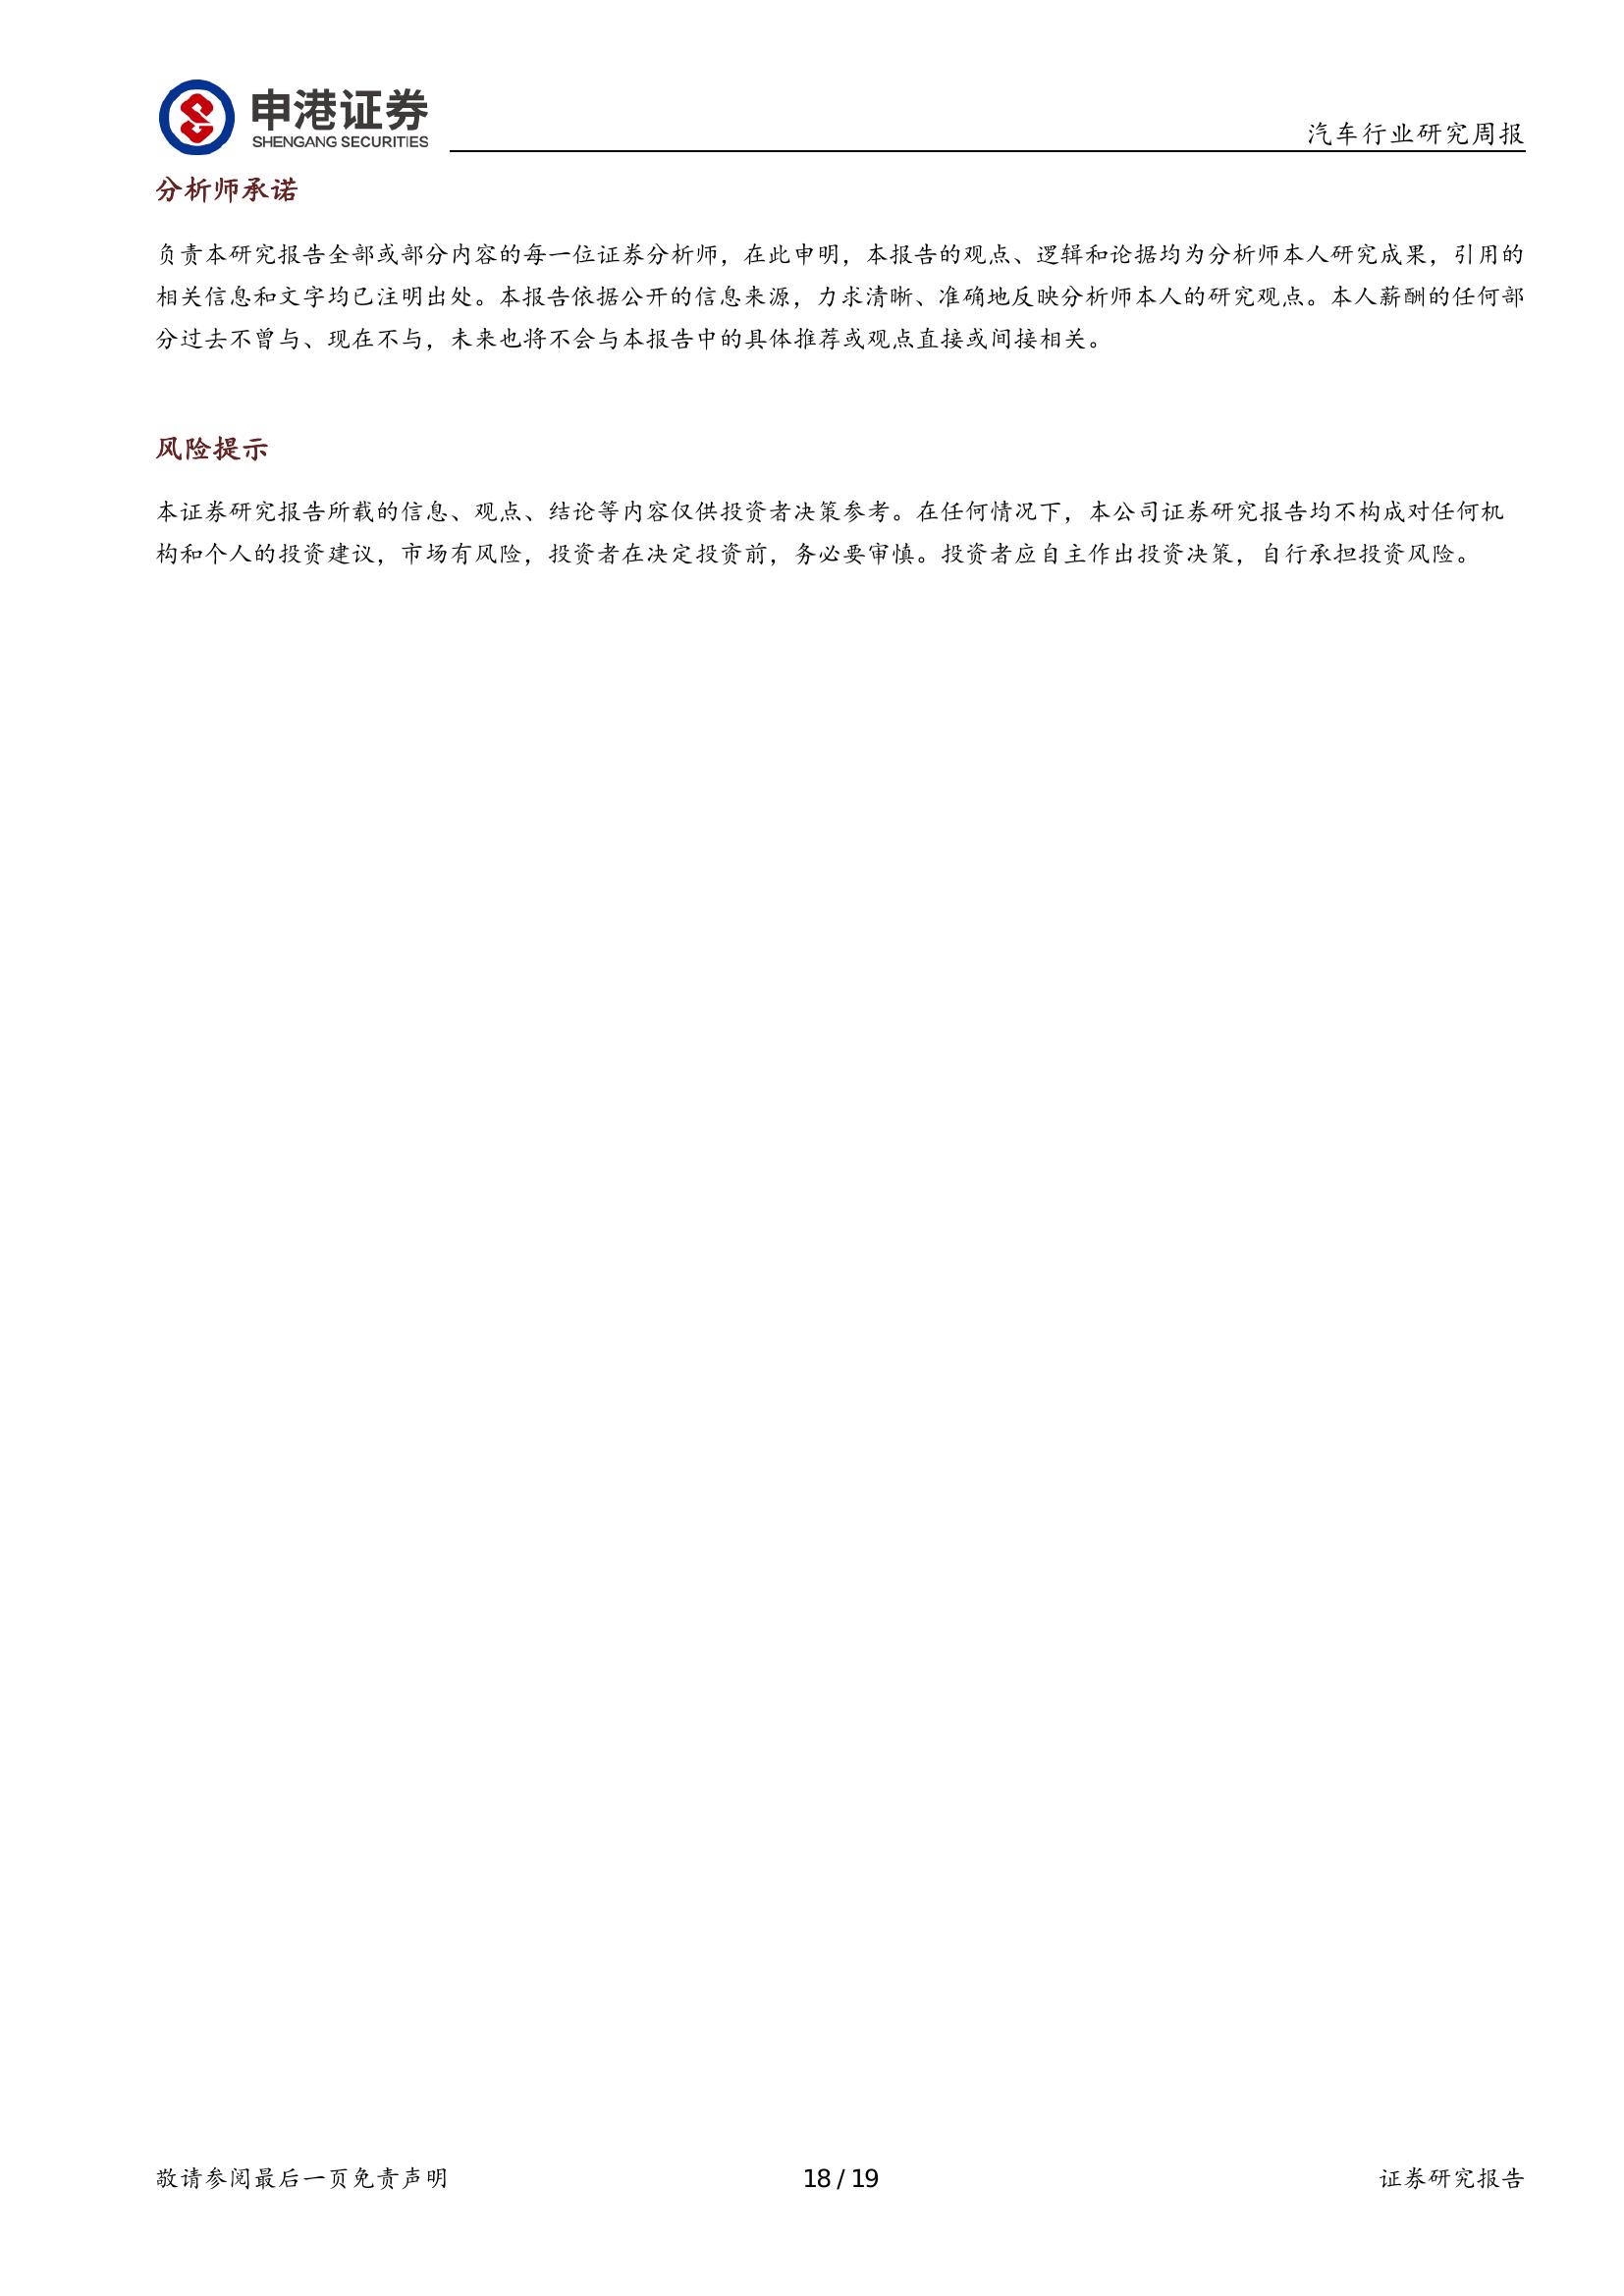 申港证券
SHENGANG SECURITIES
汽车行业研究周报
分析师承诺
负责本研究报告全部或部分内容的每一位证券分析师，在此申明，本报告的观点、逻辑和论据均为分析师本人研究成果，引用的
相关信息和文字均已注明出处。本报告依据公开的信息来源，力求清晰、准确地反映分析师本人的研究观点。本人薪酬的任何部
分过去不曾与、现在不与，未来也将不会与本报告中的具体推荐或观点直接或间接相关。
风险提示
本证券研究报告所载的信息、观点、结论等内容仅供投资者决策参考。在任何情况下，本公司证券研究报告均不构成对任何机
构和个人的投资建议，市场有风险，投资者在决定投资前，务必要审慎。投资者应自主作出投资决策，自行承担投资风险。
敬请参阅最后一页免责声明
18 / 19
证券研究报告